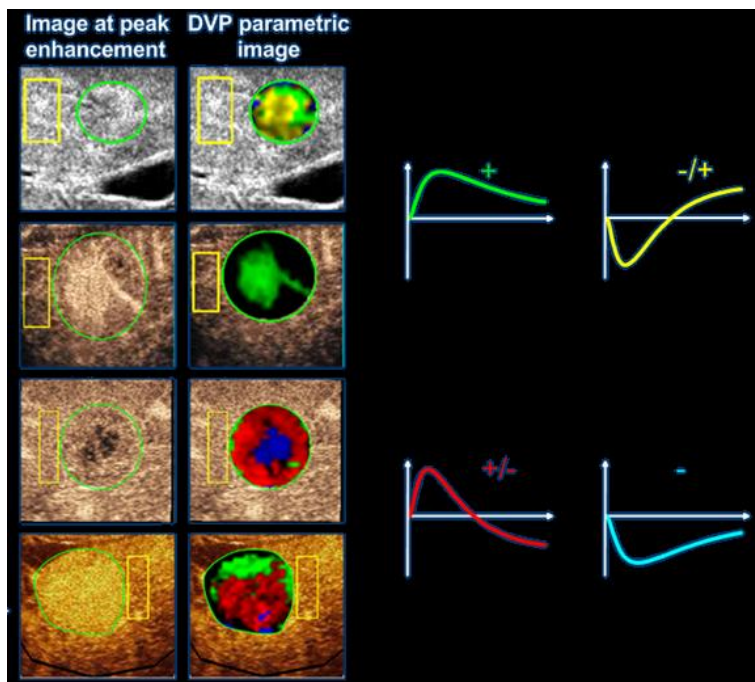 Image at peak
enhancement
DVP parametric
image
+
-/+
+/-
-